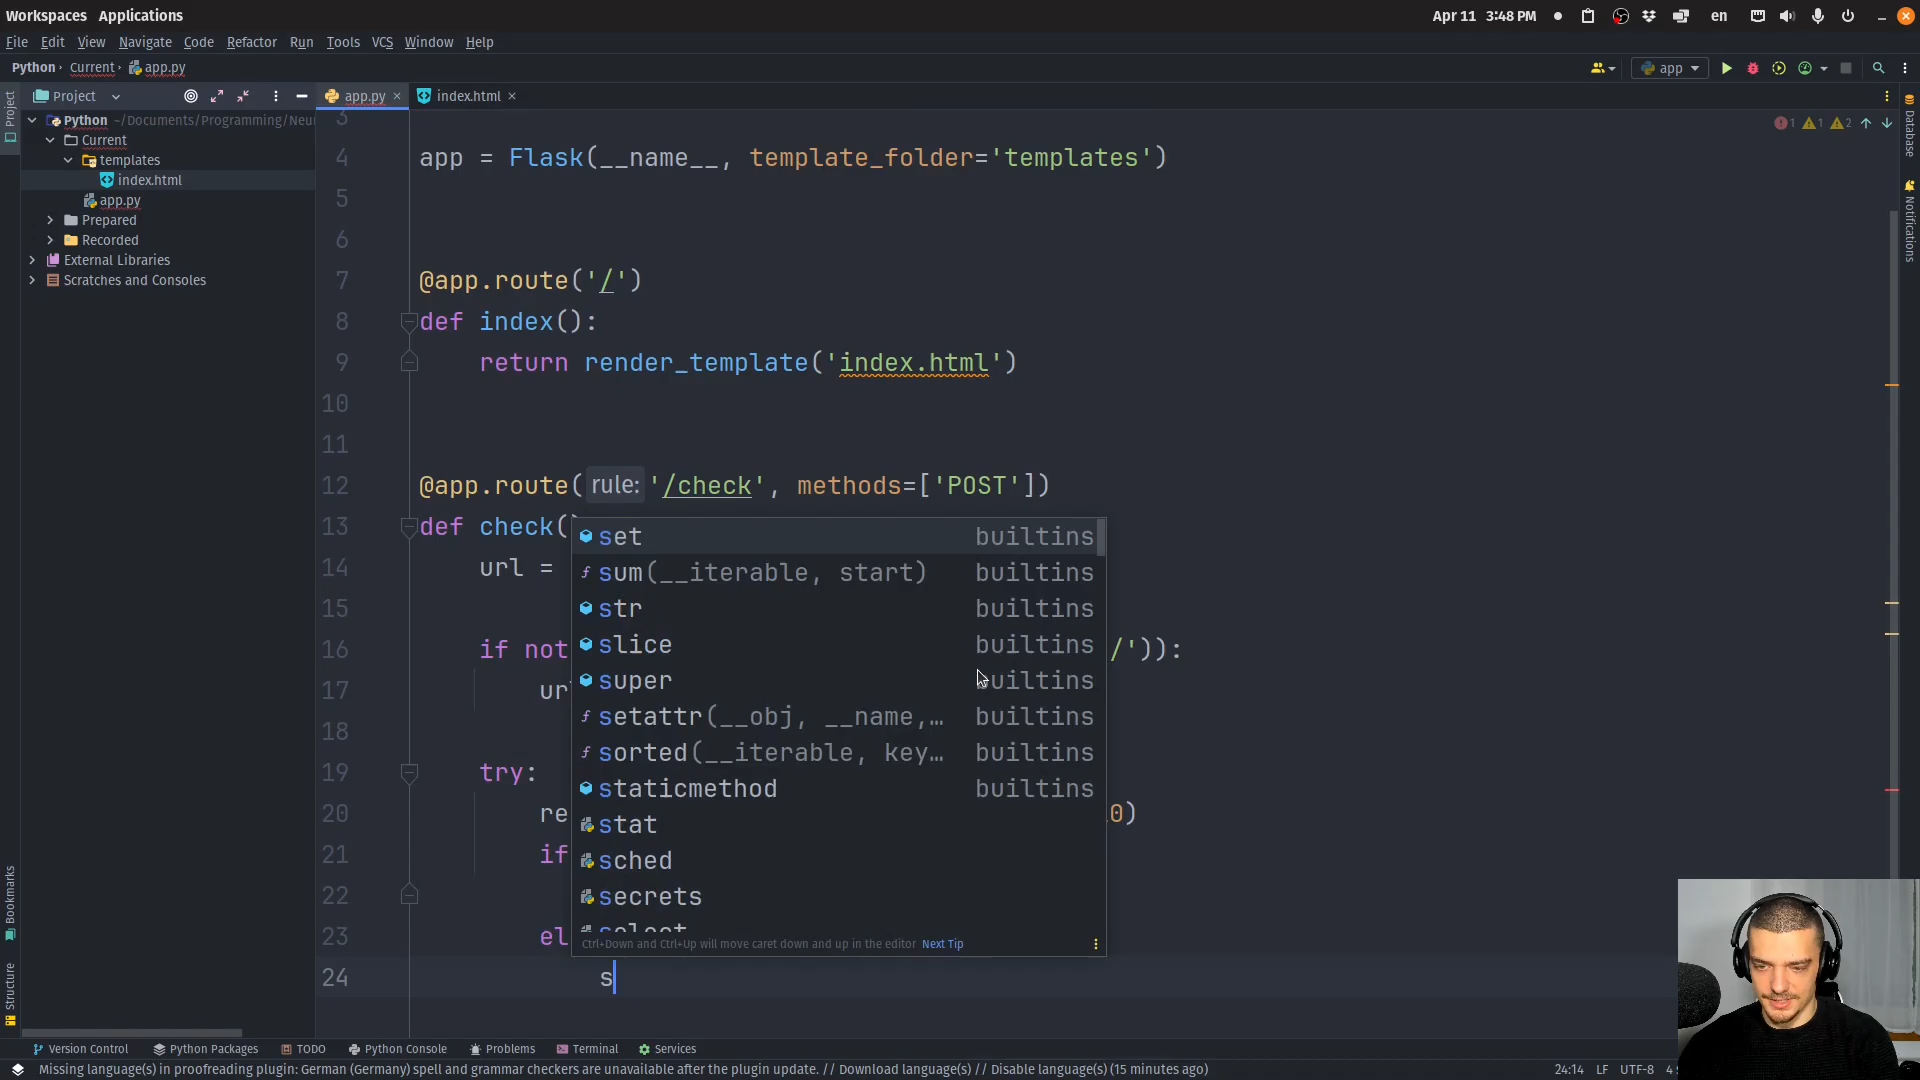 Workspaces Applications
Apr 11 3:48 PM
en
File Edit View Navigate Code Refactor Run Tools VCS Window Help
Python Current app.py
app
Project
app.py
index.html
Project
Python ~/Documents/Programming/Neu
Current
templates
index.html
app.py
Prepared
Recorded
External Libraries
Scratches and Consoles
1 1 2
Database
Notifications
Bookmarks
Structure
3
4 app = Flask(__name__, template_folder='templates')
5
6
7 @app.route('/')
8 def index():
9 return render_template('index.html')
10
11
12 @app.route( rule: '/check', methods=['POST'])
13 def check(
14 url =
15
16 if not /')):
17 ur
18
19 try:
20 re 0)
21 if
22
23 el
24 s
set builtins
sum(__iterable, start) builtins
str builtins
slice builtins
super builtins
setattr(__obj, __name,… builtins
sorted(__iterable, key… builtins
staticmethod builtins
stat
sched
secrets
select
Ctrl+Down and Ctrl+Up will move caret down and up in the editor Next Tip
Version Control Python Packages TODO Python Console Problems Terminal Services
Missing language(s) in proofreading plugin: German (Germany) spell and grammar checkers are unavailable after the plugin update. // Download language(s) // Disable language(s) (15 minutes ago)
24:14 LF UTF-8 4